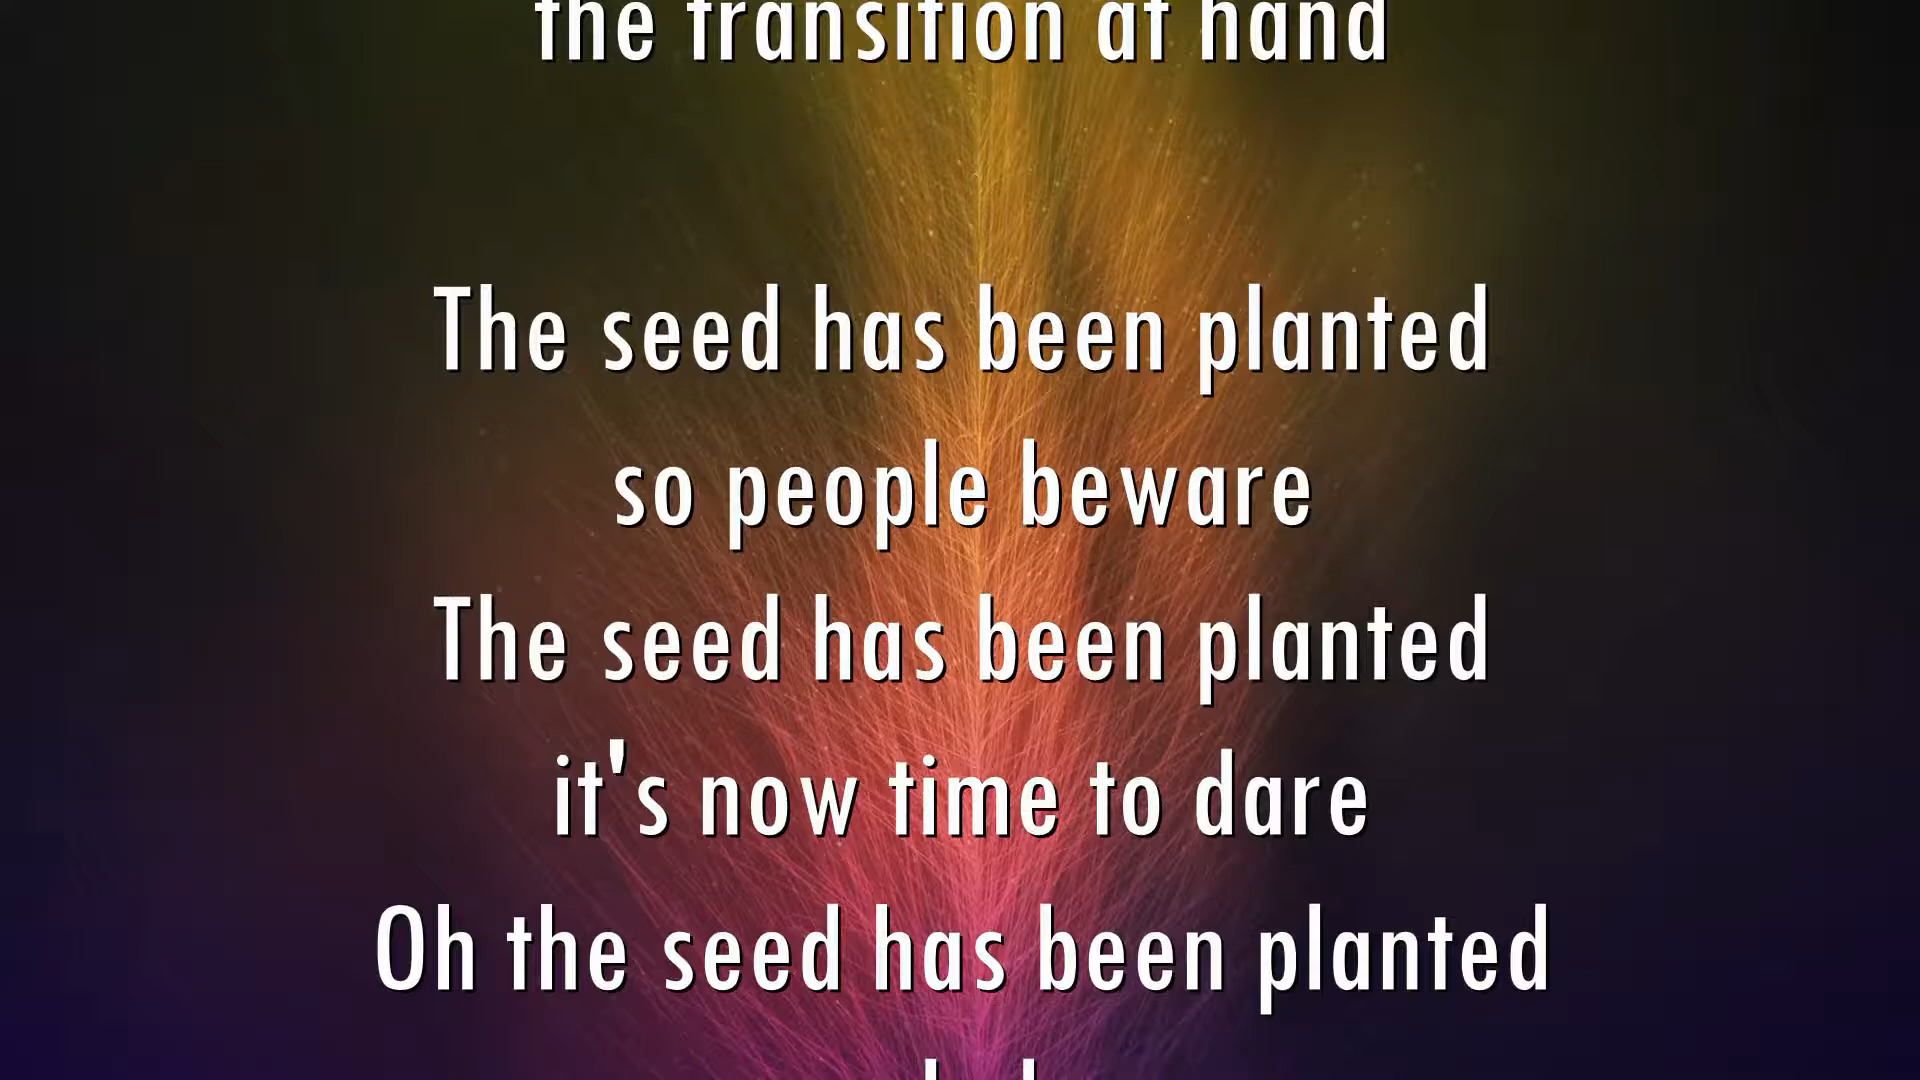 the transition at hand
The seed has been planted
so people beware
The seed has been planted
it's now time to dare
Oh the seed has been planted